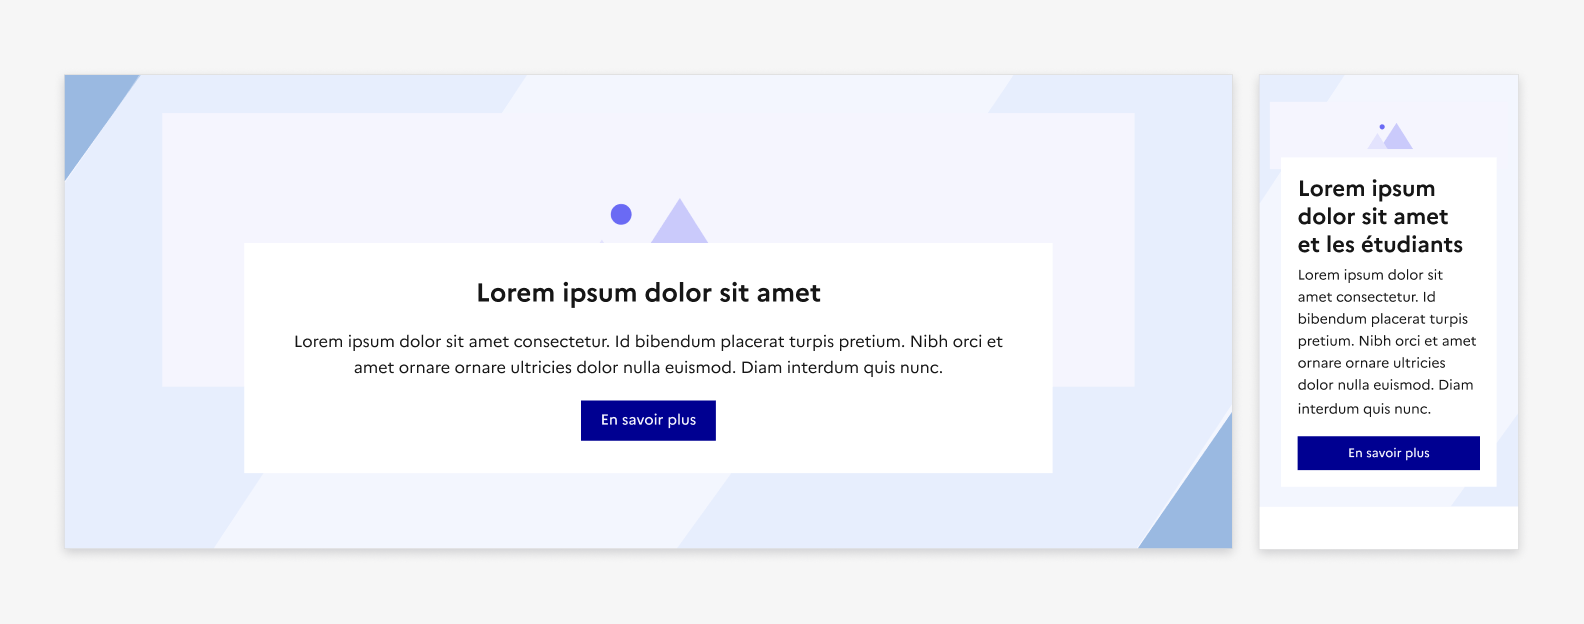 Lorem ipsum dolor sit amet
Lorem ipsum dolor sit amet consectetur. Id bibendum placerat turpis pretium. Nibh orci et
amet ornare ornare ultricies dolor nulla euismod. Diam interdum quis nunc.
En savoir plus
Lorem ipsum
dolor sit amet
et les étudiants
Lorem ipsum dolor sit
amet consectetur. Id
bibendum placerat turpis
pretium. Nibh orci et amet
ornare ornare ultricies
dolor nulla euismod. Diam
interdum quis nunc.
En savoir plus